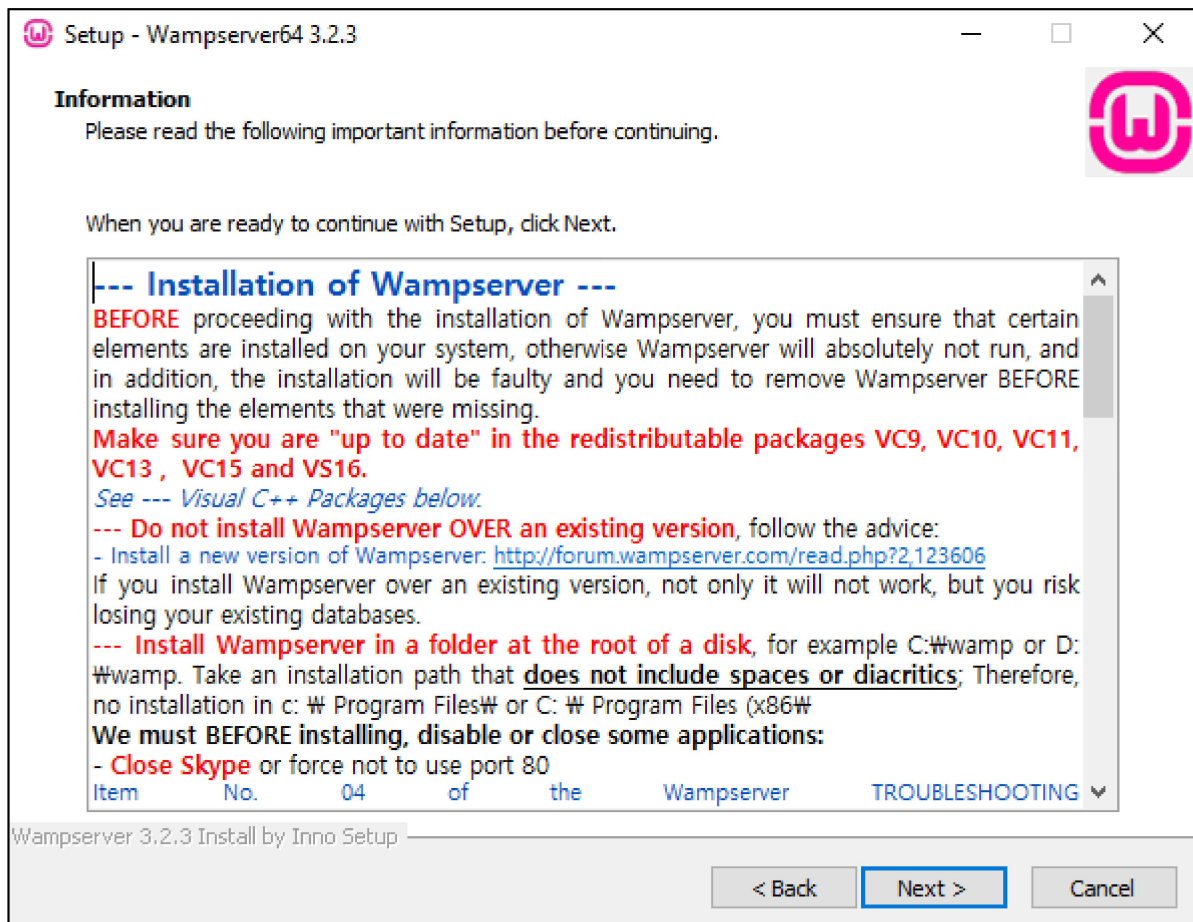 Setup - Wampserver64 3.2.3
Information
Please read the following important information before continuing.
When you are ready to continue with Setup, click Next.
--- Installation of Wampserver ---
BEFORE proceeding with the installation of Wampserver, you must ensure that certain
elements are installed on your system, otherwise Wampserver will absolutely not run, and
in addition, the installation will be faulty and you need to remove Wampserver BEFORE
installing the elements that were missing.
Make sure you are "up to date" in the redistributable packages VC9, VC10, VC11,
VC13 , VC15 and VS16.
See --- Visual C++ Packages below.
--- Do not install Wampserver OVER an existing version, follow the advice:
- Install a new version of Wampserver: http://forum.wampserver.com/read.php?2,123606
If you install Wampserver over an existing version, not only it will not work, but you risk
losing your existing databases.
--- Install Wampserver in a folder at the root of a disk, for example C:₩wamp or D:
₩wamp. Take an installation path that does not include spaces or diacritics; Therefore,
no installation in c: ₩ Program Files₩ or C: ₩ Program Files (x86₩
We must BEFORE installing, disable or close some applications:
- Close Skype or force not to use port 80
Item No. 04 of the Wampserver TROUBLESHOOTING
Wampserver 3.2.3 Install by Inno Setup
< Back Next > Cancel